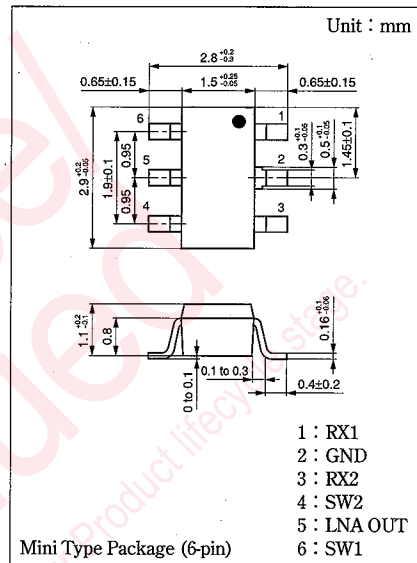 Unit : mm
2.8 +0.2 -0.3
0.65±0.15
1.5 +0.25 -0.05
0.65±0.15
6
1
5
2
4
3
2.9 +0.2 -0.05
1.9±0.1
0.95
0.95
0.3 +0.1 -0.05
0.5 +0.1 -0.05
1.45±0.1
1.1 +0.2 -0.1
0.8
0 to 0.1
0.1 to 0.3
0.16 +0.1 -0.06
0.4±0.2
1 : RX1
2 : GND
3 : RX2
4 : SW2
5 : LNA OUT
6 : SW1
Mini Type Package (6-pin)
Product lifecycle stage.